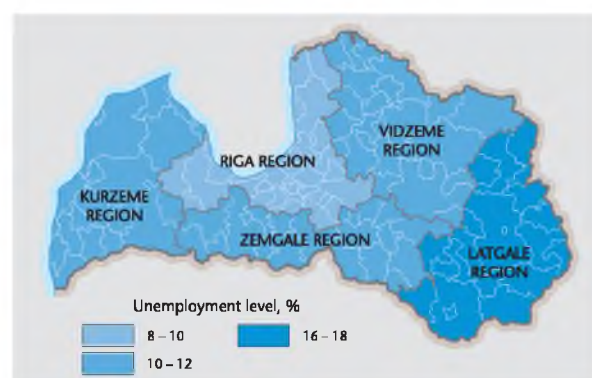 VIDZEME
REGION
RIGA REGION
KURZEME
REGION
ZEMGALE REGION
LATGALE
REGION
Unemployment level, %
8 – 10
16 – 18
10 – 12